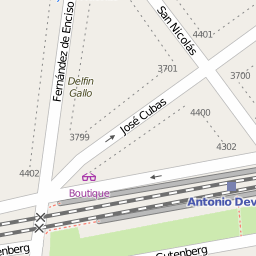 Fernández de Enciso
San Nicolás
4401
3701
3700
Delfin
Gallo
4400
José Cubas
3799
4302
4402
Boutique
Antonio Dev
enberg
Gutenberg